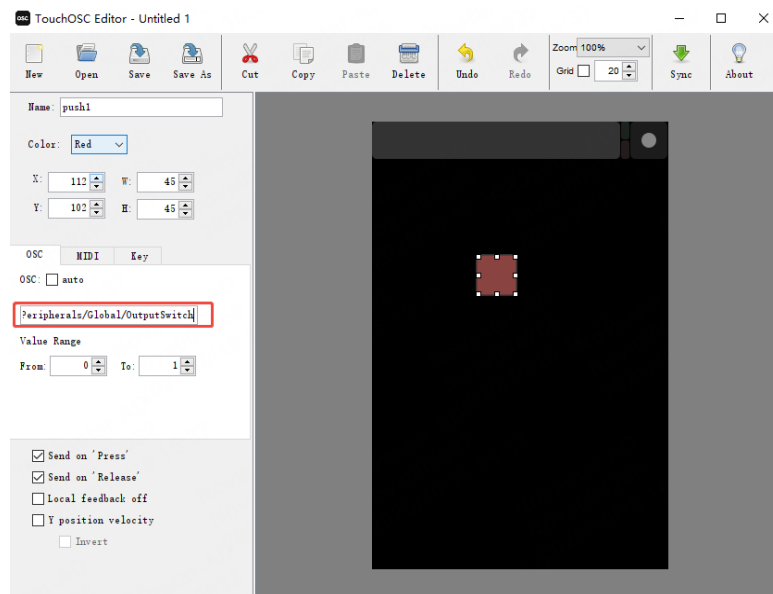 OSC TouchOSC Editor - Untitled 1
New Open Save Save As Cut Copy Paste Delete Undo Redo Zoom 100% Grid 20 Sync About
Name: push1
Color: Red
X: 112 W: 45
Y: 102 H: 45
OSC MIDI Key
OSC: auto
Peripherals/Global/OutputSwitch
Value Range
From: 0 To: 1
Send on 'Press'
Send on 'Release'
Local feedback off
Y position velocity
Invert